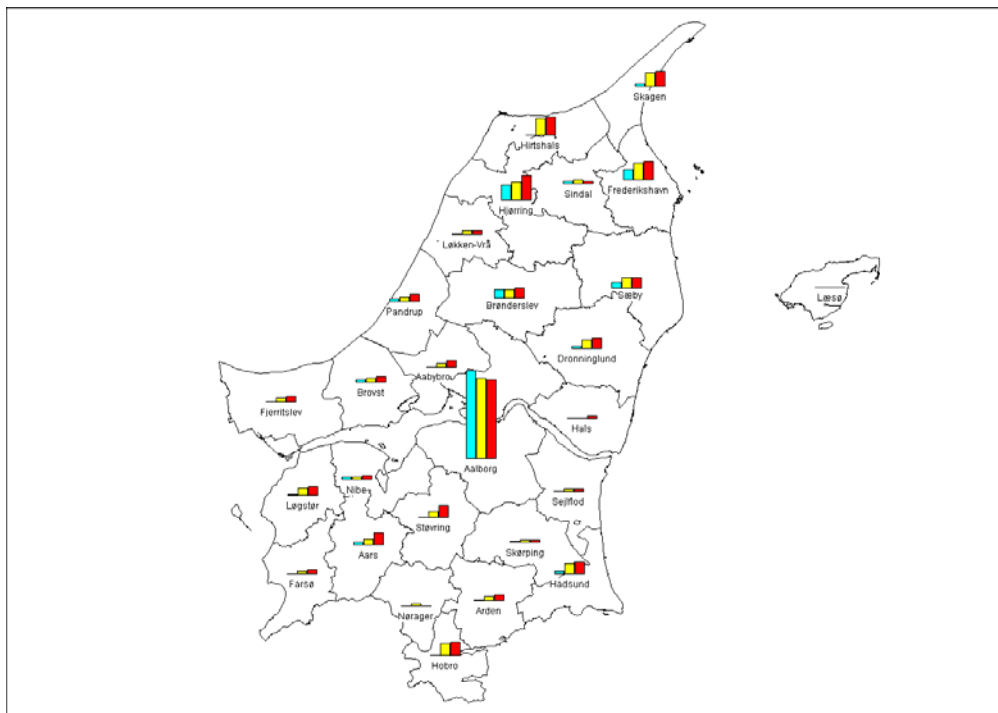 Skagen
Hirtshals
Sindal
Frederikshavn
Hjørring
Løkken-Vrå
Sæby
Læsø
Brønderslev
Pandrup
Dronninglund
Aabybro
Brovst
Fjerritslev
Hals
Aalborg
Nibe
Sejlflod
Løgstør
Støvring
Skørping
Aars
Farsø
Hadsund
Arden
Nørager
Hobro